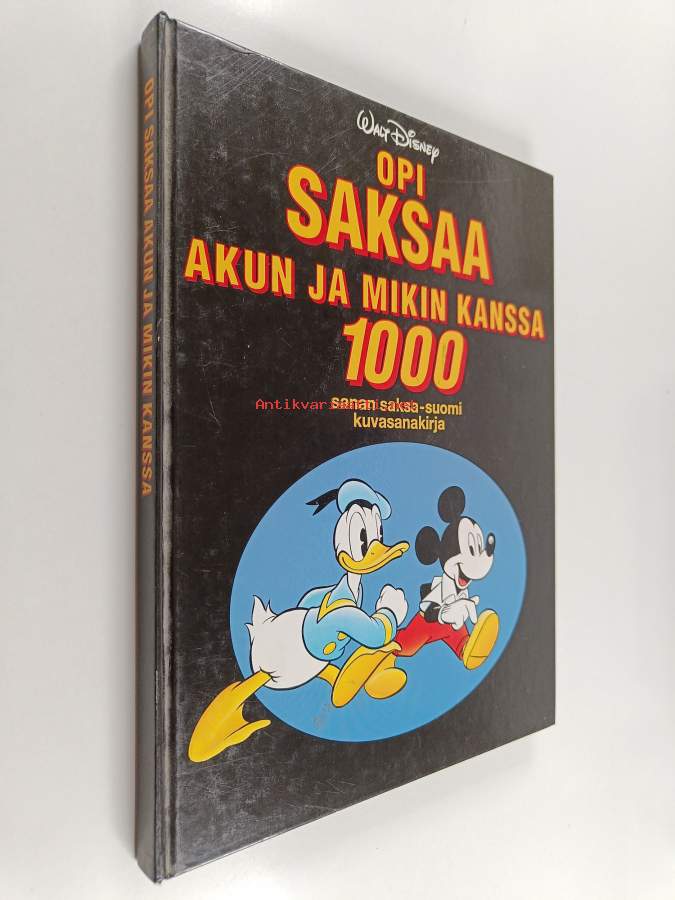 OPI SAKSAA AKUN JA MIKIN KANSSA
WALT DISNEY
OPI
SAKSAA
AKUN JA MIKIN KANSSA
1000
sanan saksa-suomi
kuvasanakirja